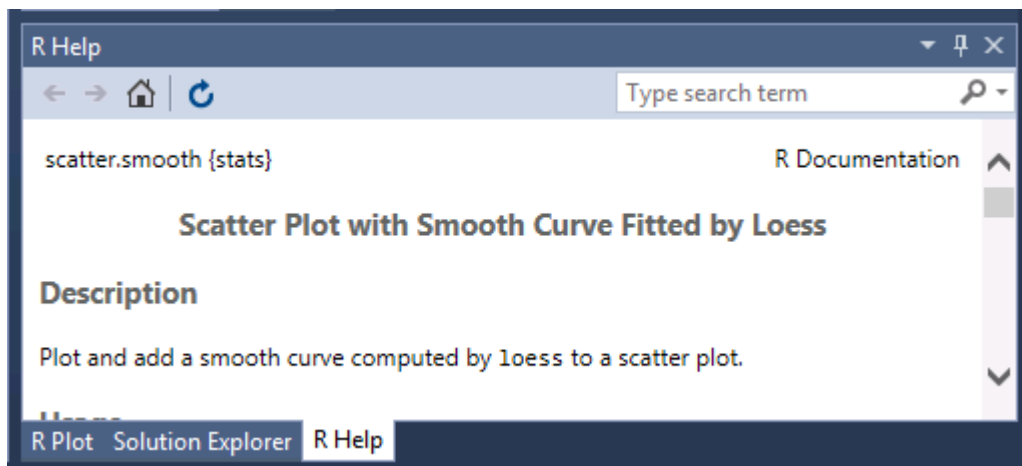 R Help
Type search term
scatter.smooth {stats}
R Documentation
Scatter Plot with Smooth Curve Fitted by Loess
Description
Plot and add a smooth curve computed by loess to a scatter plot.
R Plot
Solution Explorer
R Help